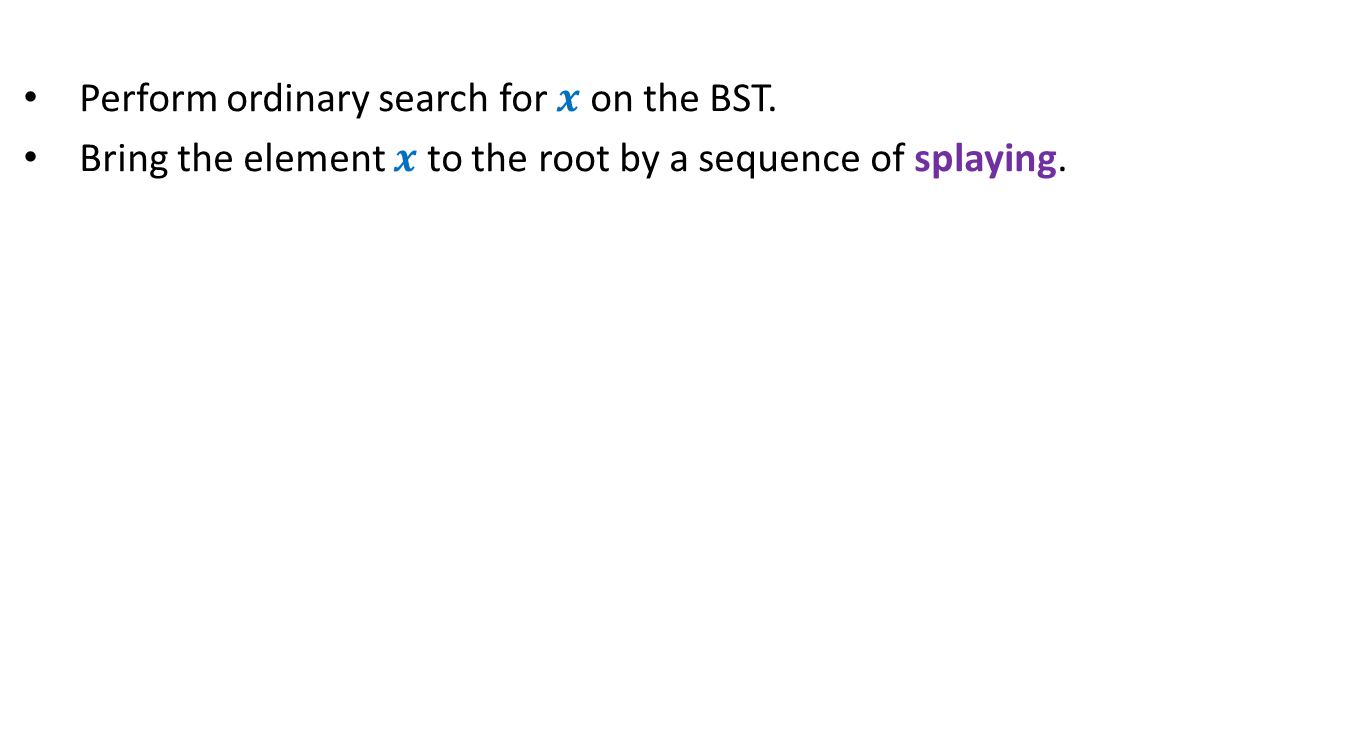 • Perform ordinary search for x on the BST.
• Bring the element x to the root by a sequence of splaying.